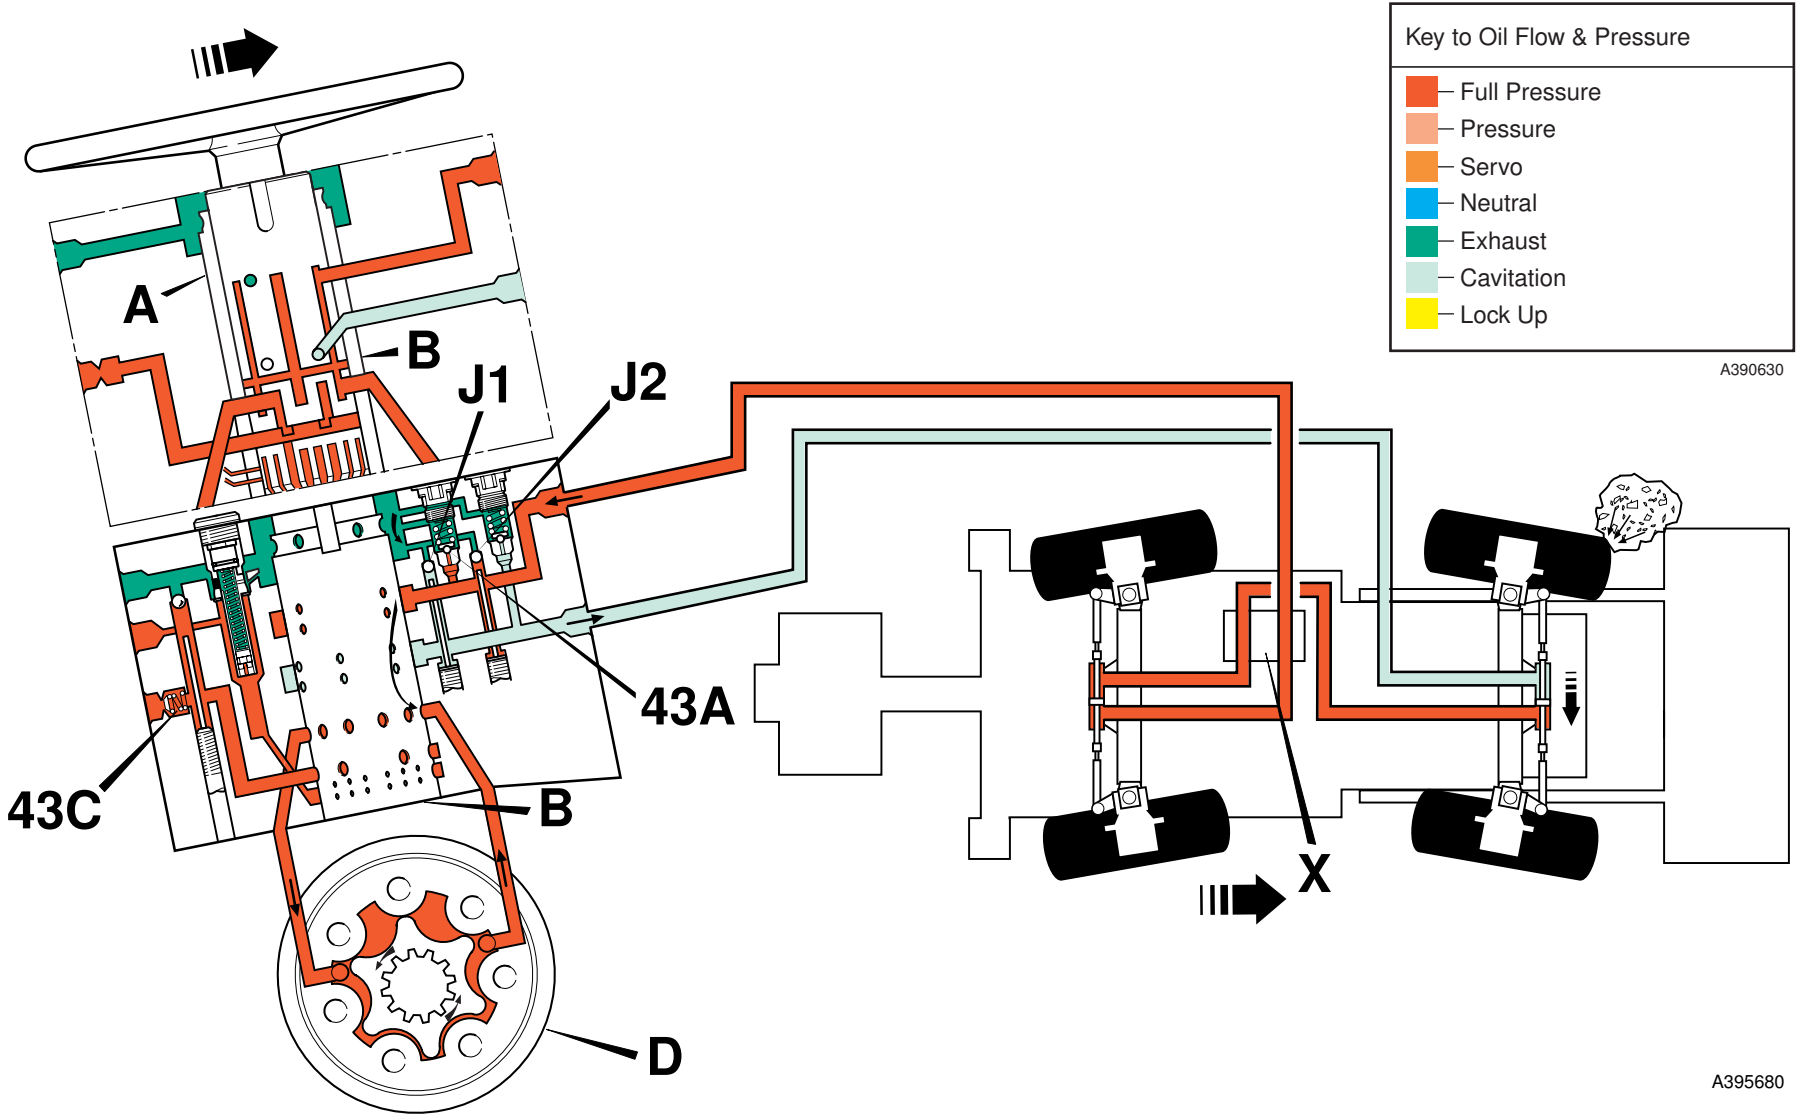 Key to Oil Flow & Pressure
Full Pressure
Pressure
Servo
Neutral
Exhaust
Cavitation
Lock Up
A390630
A
B
J1
J2
43A
43C
B
X
D
A395680